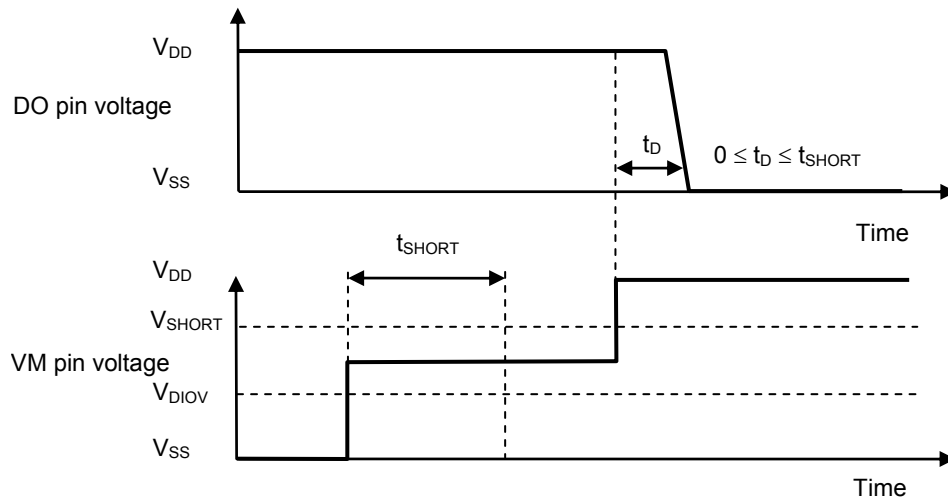 V_DD
DO pin voltage
t_D
0 ≤ t_D ≤ t_SHORT
V_SS
Time
t_SHORT
V_DD
V_SHORT
VM pin voltage
V_DIOV
V_SS
Time